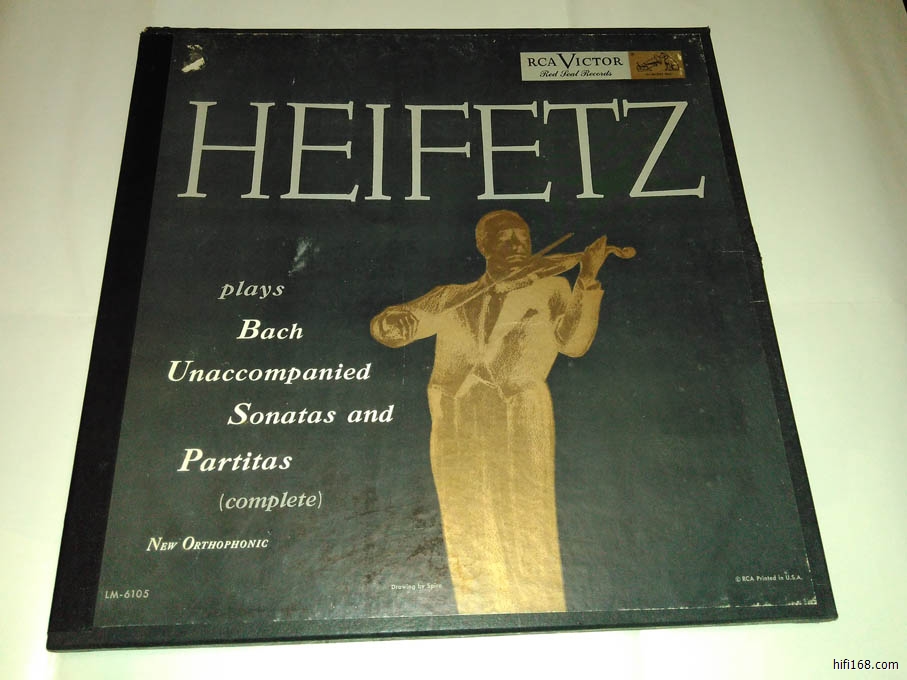 RCA VICTOR
Red Seal Records
HEIFETZ
plays
Bach
Unaccompanied
Sonatas and
Partitas
(complete)
NEW ORTHOPHONIC
LM-6105
Drawing by Spire
© RCA Printed in U.S.A.
hifi168.com